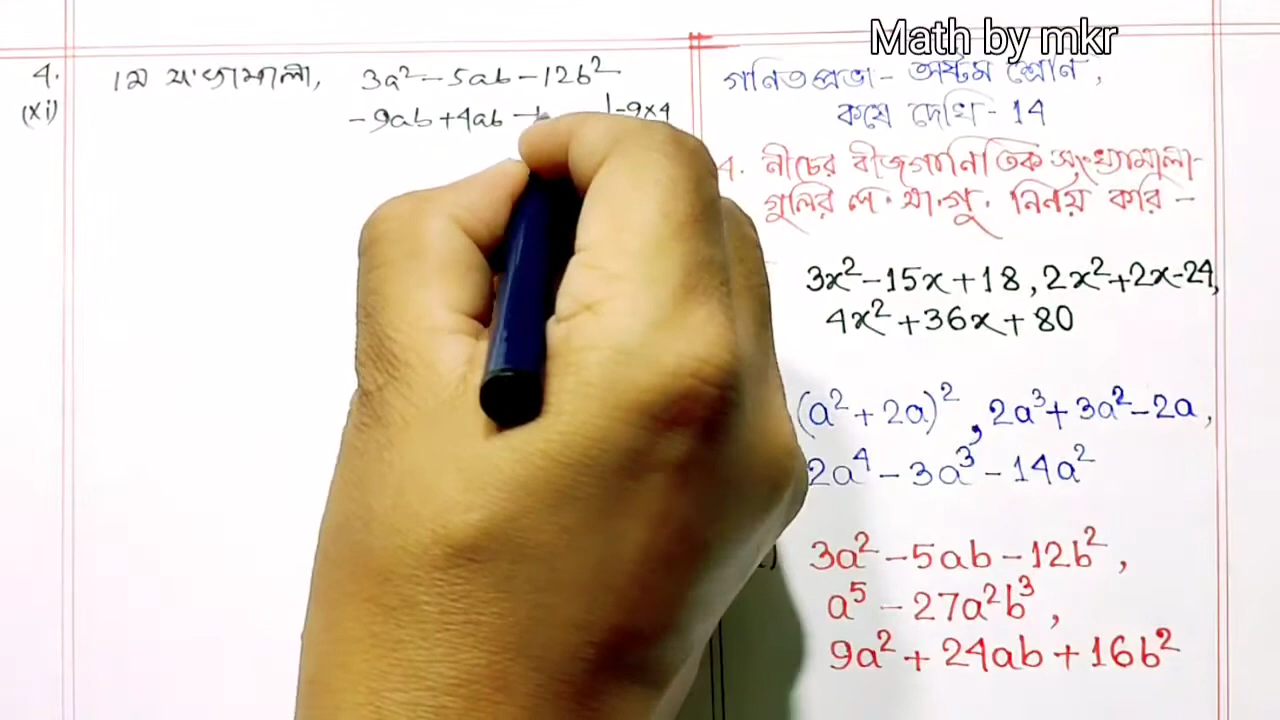 Math by mkr
4.
(xi)
১ম সংখ্যামালা, 3a² - 5ab - 12b²
- 9ab + 4ab
-9×4
গণিতপ্রভা - অষ্টম শ্রেণি,
কষে দেখি - 14
4. নীচের বীজগাণিতিক সংখ্যামালা-
গুলির ল.সা.গু. নির্ণয় করি -
3x² - 15x + 18, 2x² + 2x - 24,
4x² + 36x + 80
(a² + 2a)², 2a³ + 3a² - 2a,
2a⁴ - 3a³ - 14a²
3a² - 5ab - 12b²,
a⁵ - 27a²b³,
9a² + 24ab + 16b²